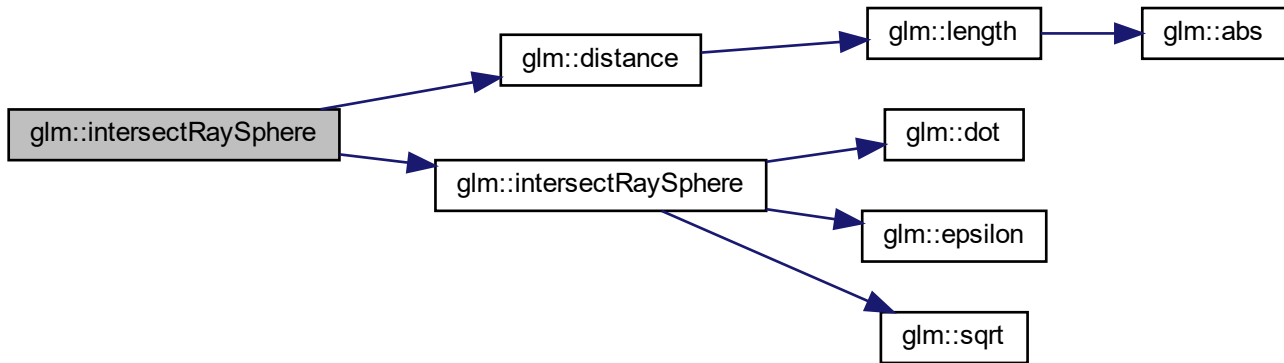 glm::intersectRaySphere
glm::distance
glm::length
glm::abs
glm::intersectRaySphere
glm::dot
glm::epsilon
glm::sqrt